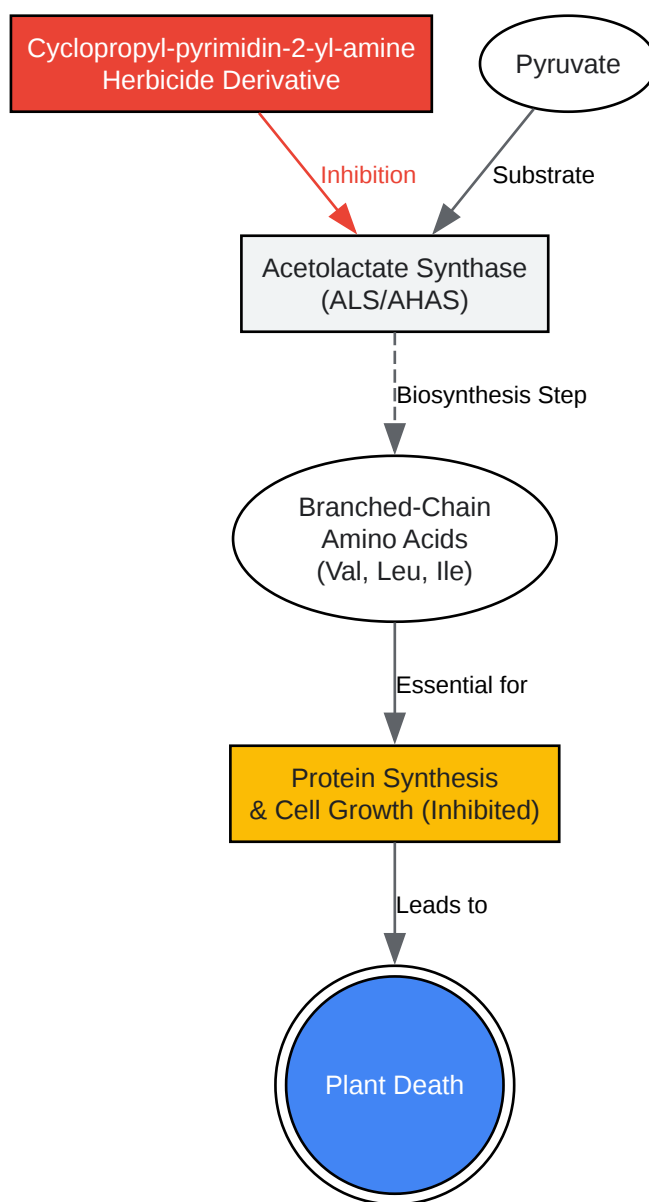 Cyclopropyl-pyrimidin-2-yl-amine
Herbicide Derivative
Pyruvate
Inhibition
Substrate
Acetolactate Synthase
(ALS/AHAS)
Biosynthesis Step
Branched-Chain
Amino Acids
(Val, Leu, Ile)
Essential for
Protein Synthesis
& Cell Growth (Inhibited)
Leads to
Plant Death